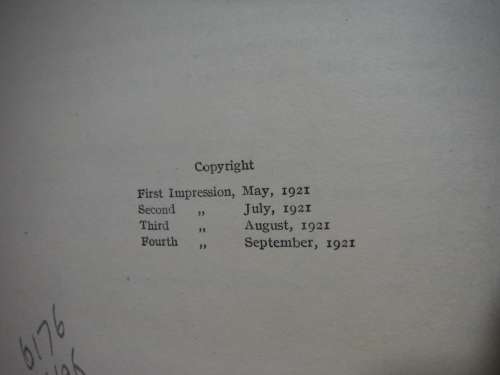 Copyright
First Impression, May, 1921
Second „ July, 1921
Third „ August, 1921
Fourth „ September, 1921
6176